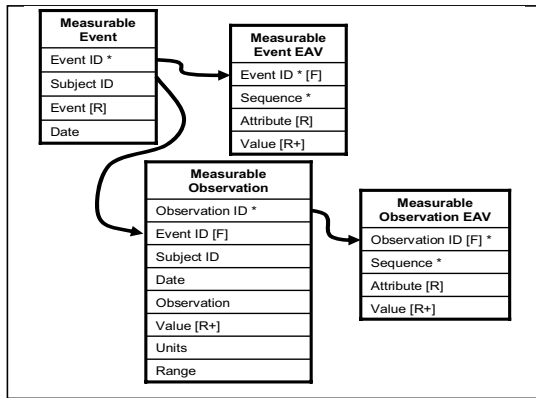 Measurable
Event
Event ID *
Subject ID
Event [R]
Date
Measurable
Event EAV
Event ID * [F]
Sequence *
Attribute [R]
Value [R+]
Measurable
Observation
Observation ID *
Event ID [F]
Subject ID
Date
Observation
Value [R+]
Units
Range
Measurable
Observation EAV
Observation ID [F] *
Sequence *
Attribute [R]
Value [R+]